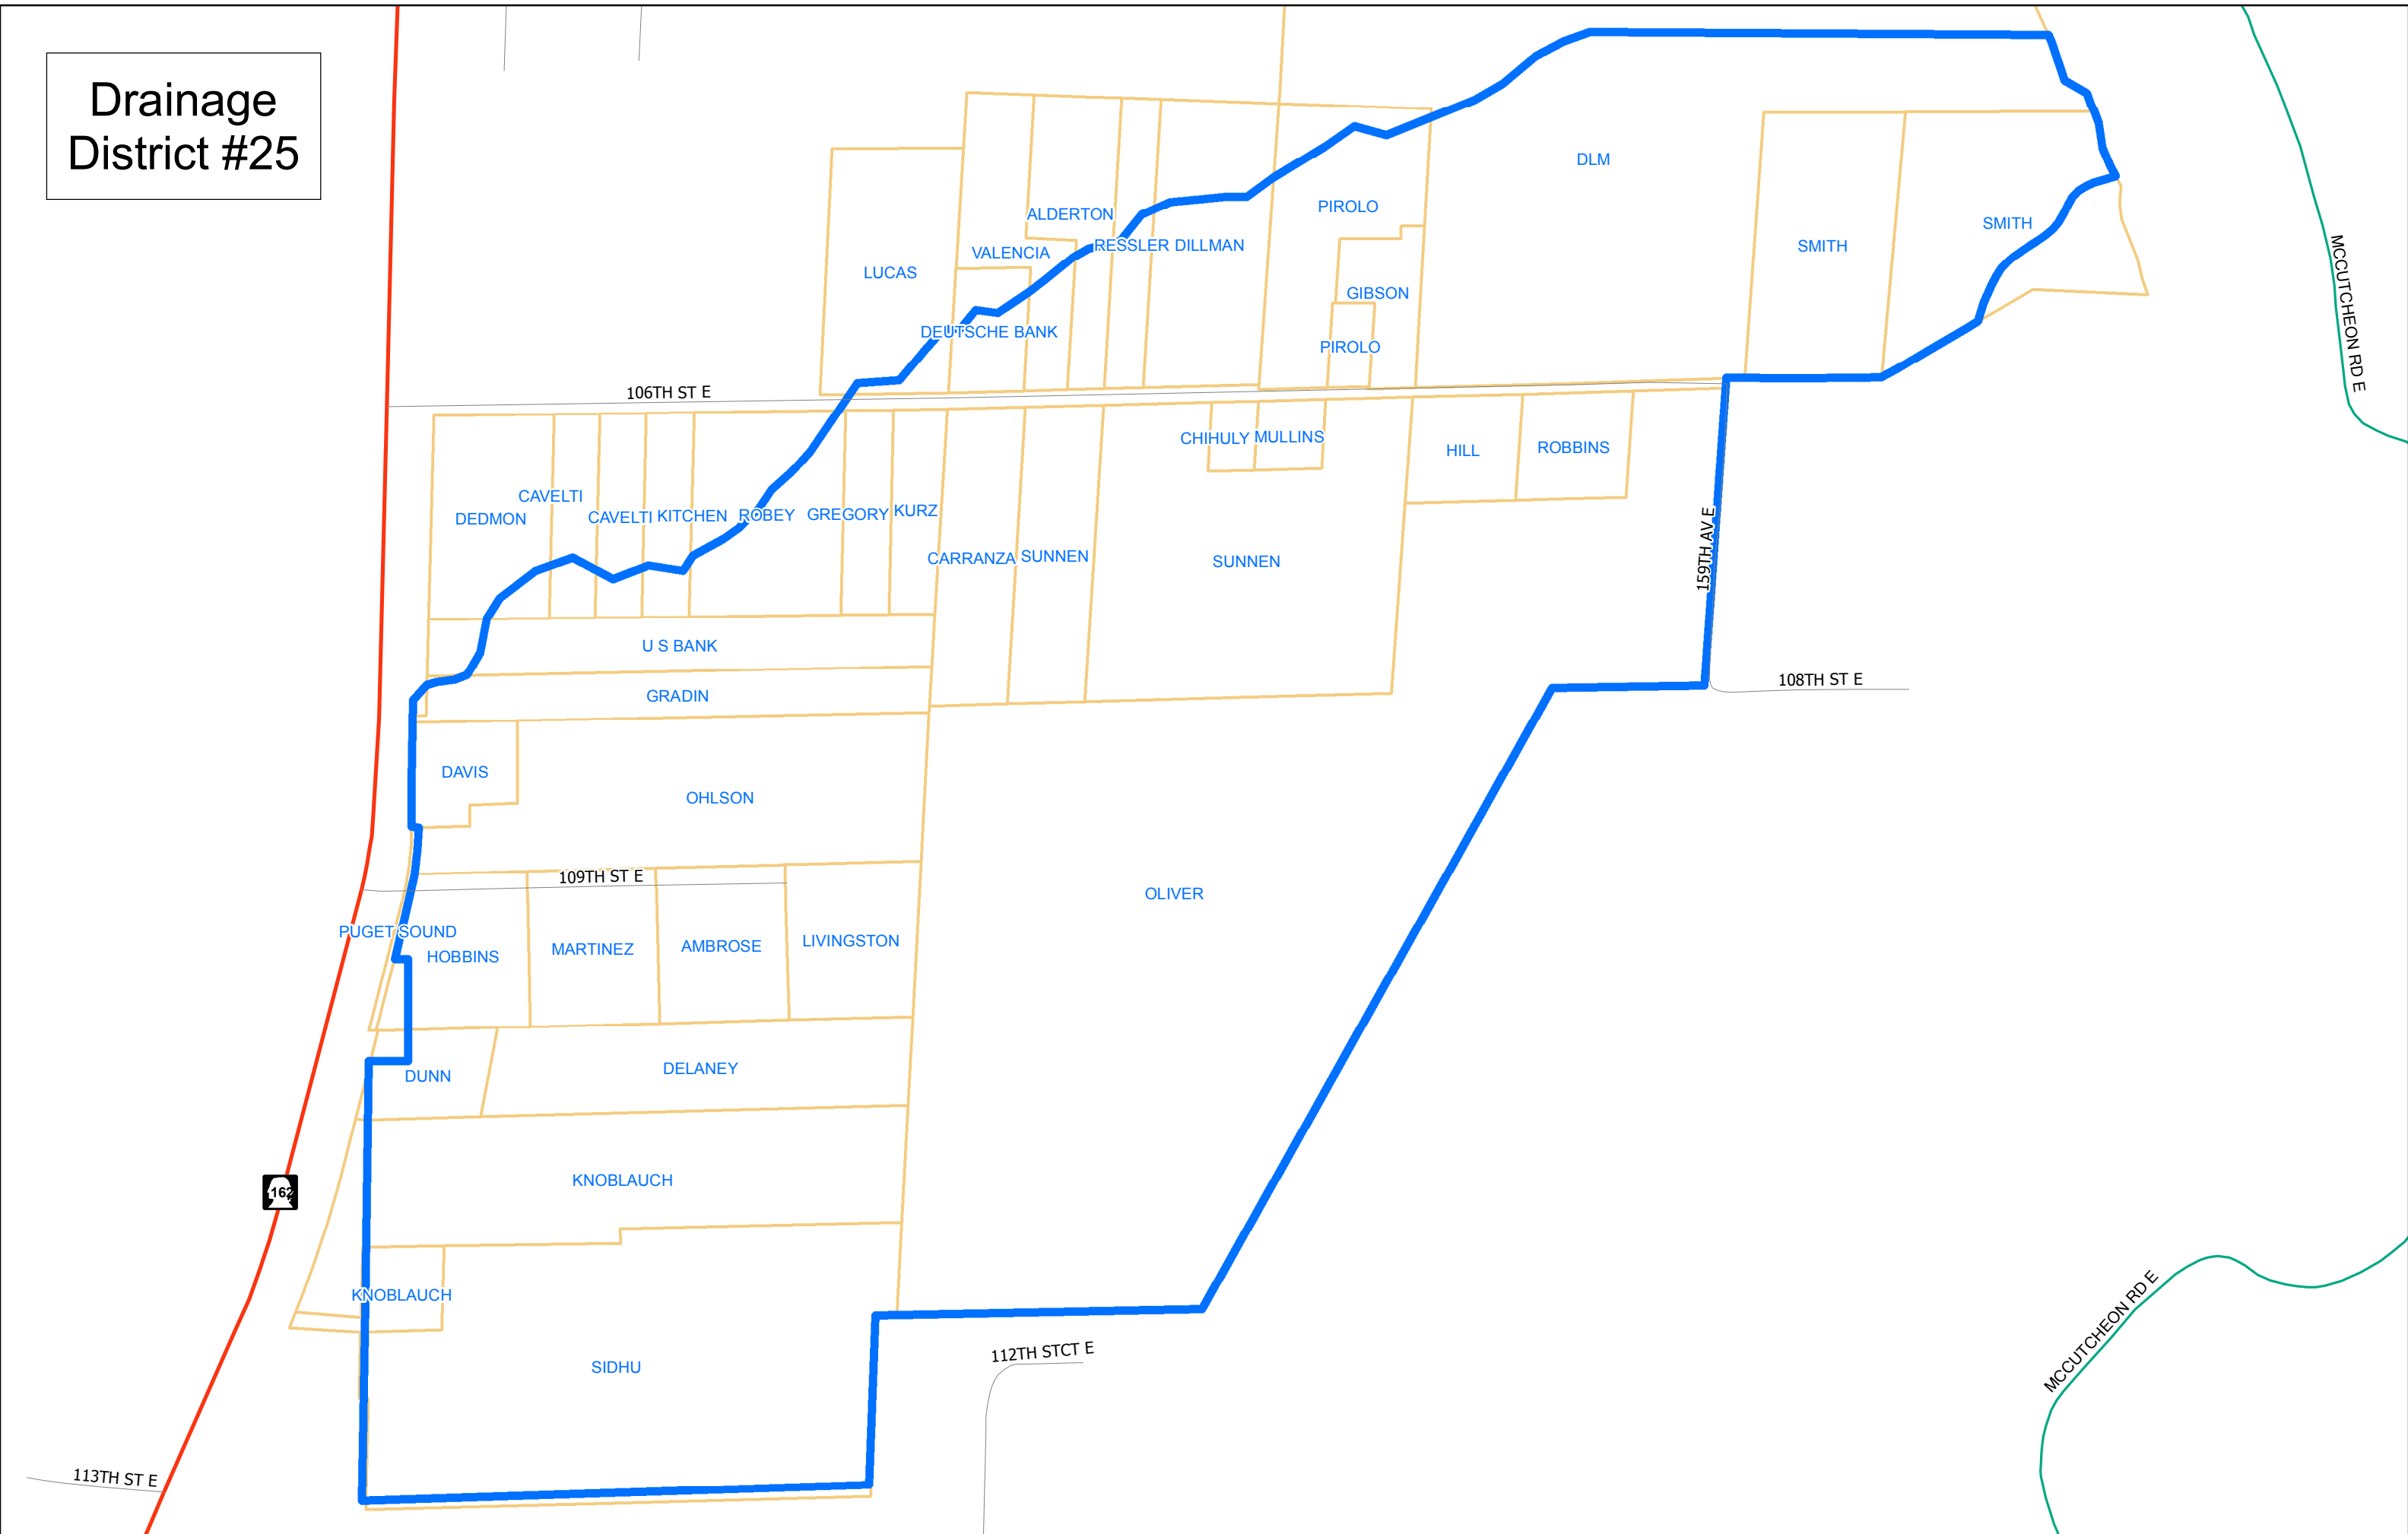 Drainage
District #25
DLM
PIROLO
ALDERTON
SMITH
SMITH
RESSLER
DILLMAN
VALENCIA
LUCAS
GIBSON
MCCUTCHEON RD E
DEUTSCHE BANK
PIROLO
106TH ST E
CHIHULY
MULLINS
HILL
ROBBINS
CAVELTI
DEDMON
CAVELTI
KITCHEN
ROBEY
GREGORY
KURZ
CARRANZA
SUNNEN
SUNNEN
159TH AV E
U S BANK
GRADIN
108TH ST E
DAVIS
OHLSON
109TH ST E
OLIVER
PUGET SOUND
HOBBINS
MARTINEZ
AMBROSE
LIVINGSTON
DUNN
DELANEY
KNOBLAUCH
162
KNOBLAUCH
MCCUTCHEON RD E
112TH STCT E
SIDHU
113TH ST E